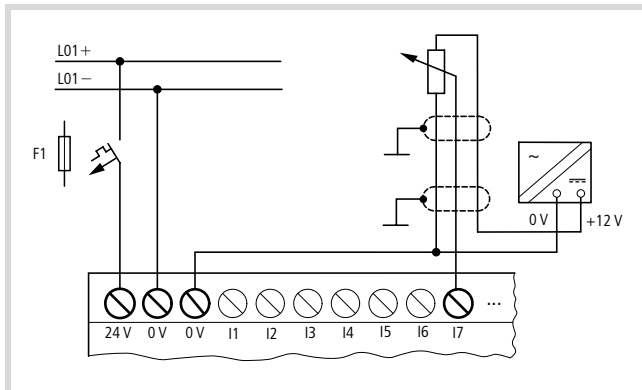 L01+
L01−
F1
~
0 V
+12 V
24 V 0 V 0 V I1 I2 I3 I4 I5 I6 I7 ...